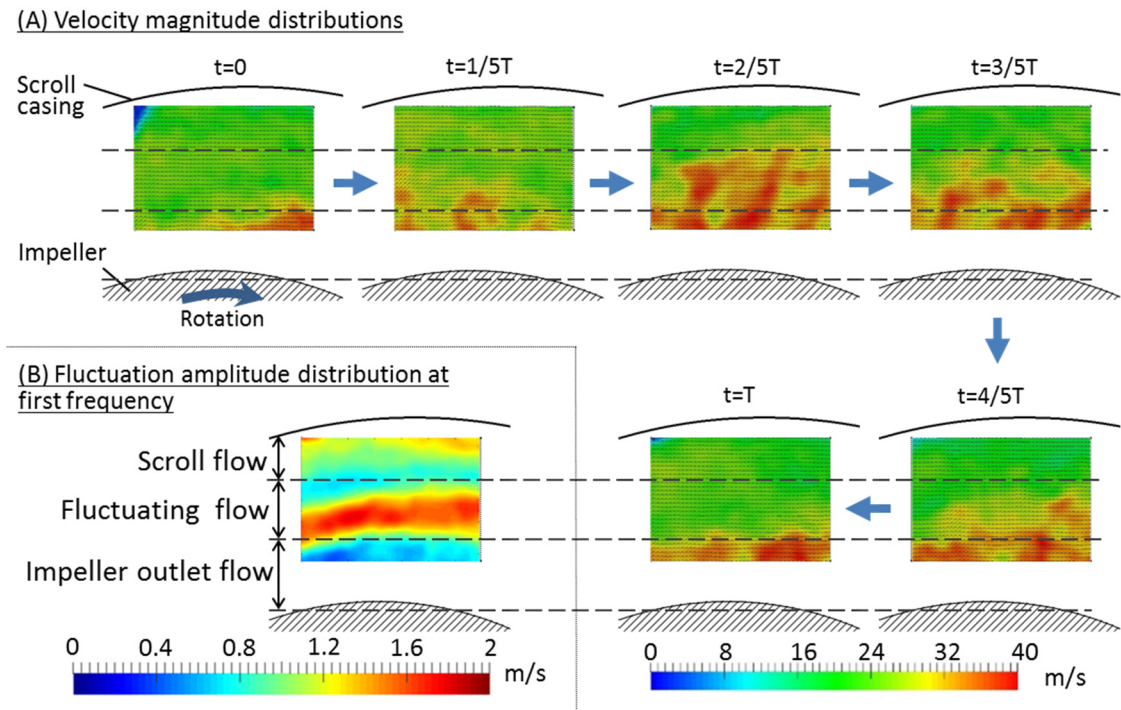 (A) Velocity magnitude distributions
t=0
t=1/5T
t=2/5T
t=3/5T
Scroll
casing
Impeller
Rotation
(B) Fluctuation amplitude distribution at
first frequency
t=T
t=4/5T
Scroll flow
Fluctuating flow
Impeller outlet flow
0 0.4 0.8 1.2 1.6 2
m/s
0 8 16 24 32 40
m/s